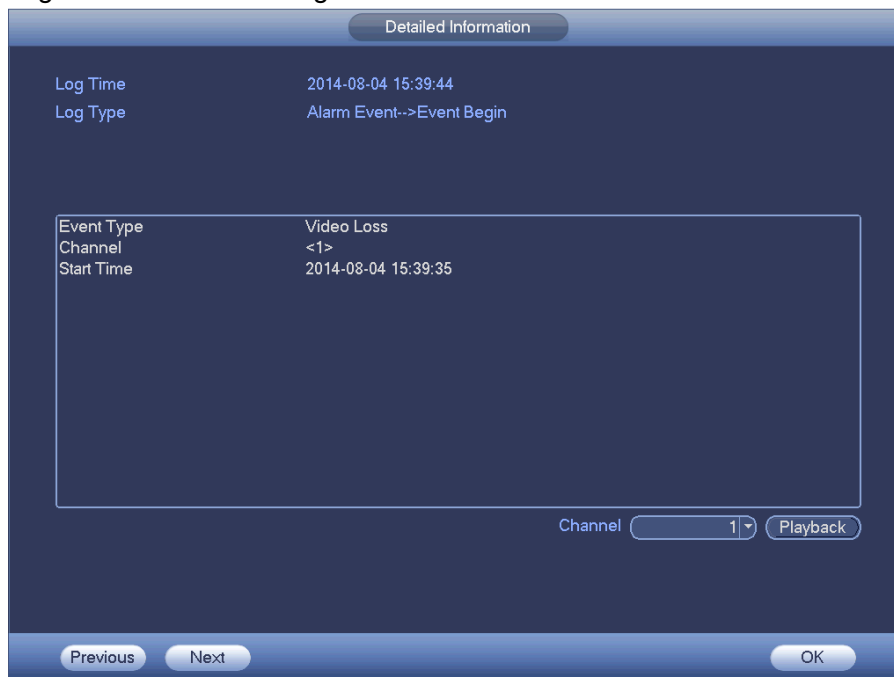 Detailed Information
Log Time 2014-08-04 15:39:44
Log Type Alarm Event-->Event Begin
Event Type Video Loss
Channel <1>
Start Time 2014-08-04 15:39:35
Channel 1 Playback
Previous Next OK